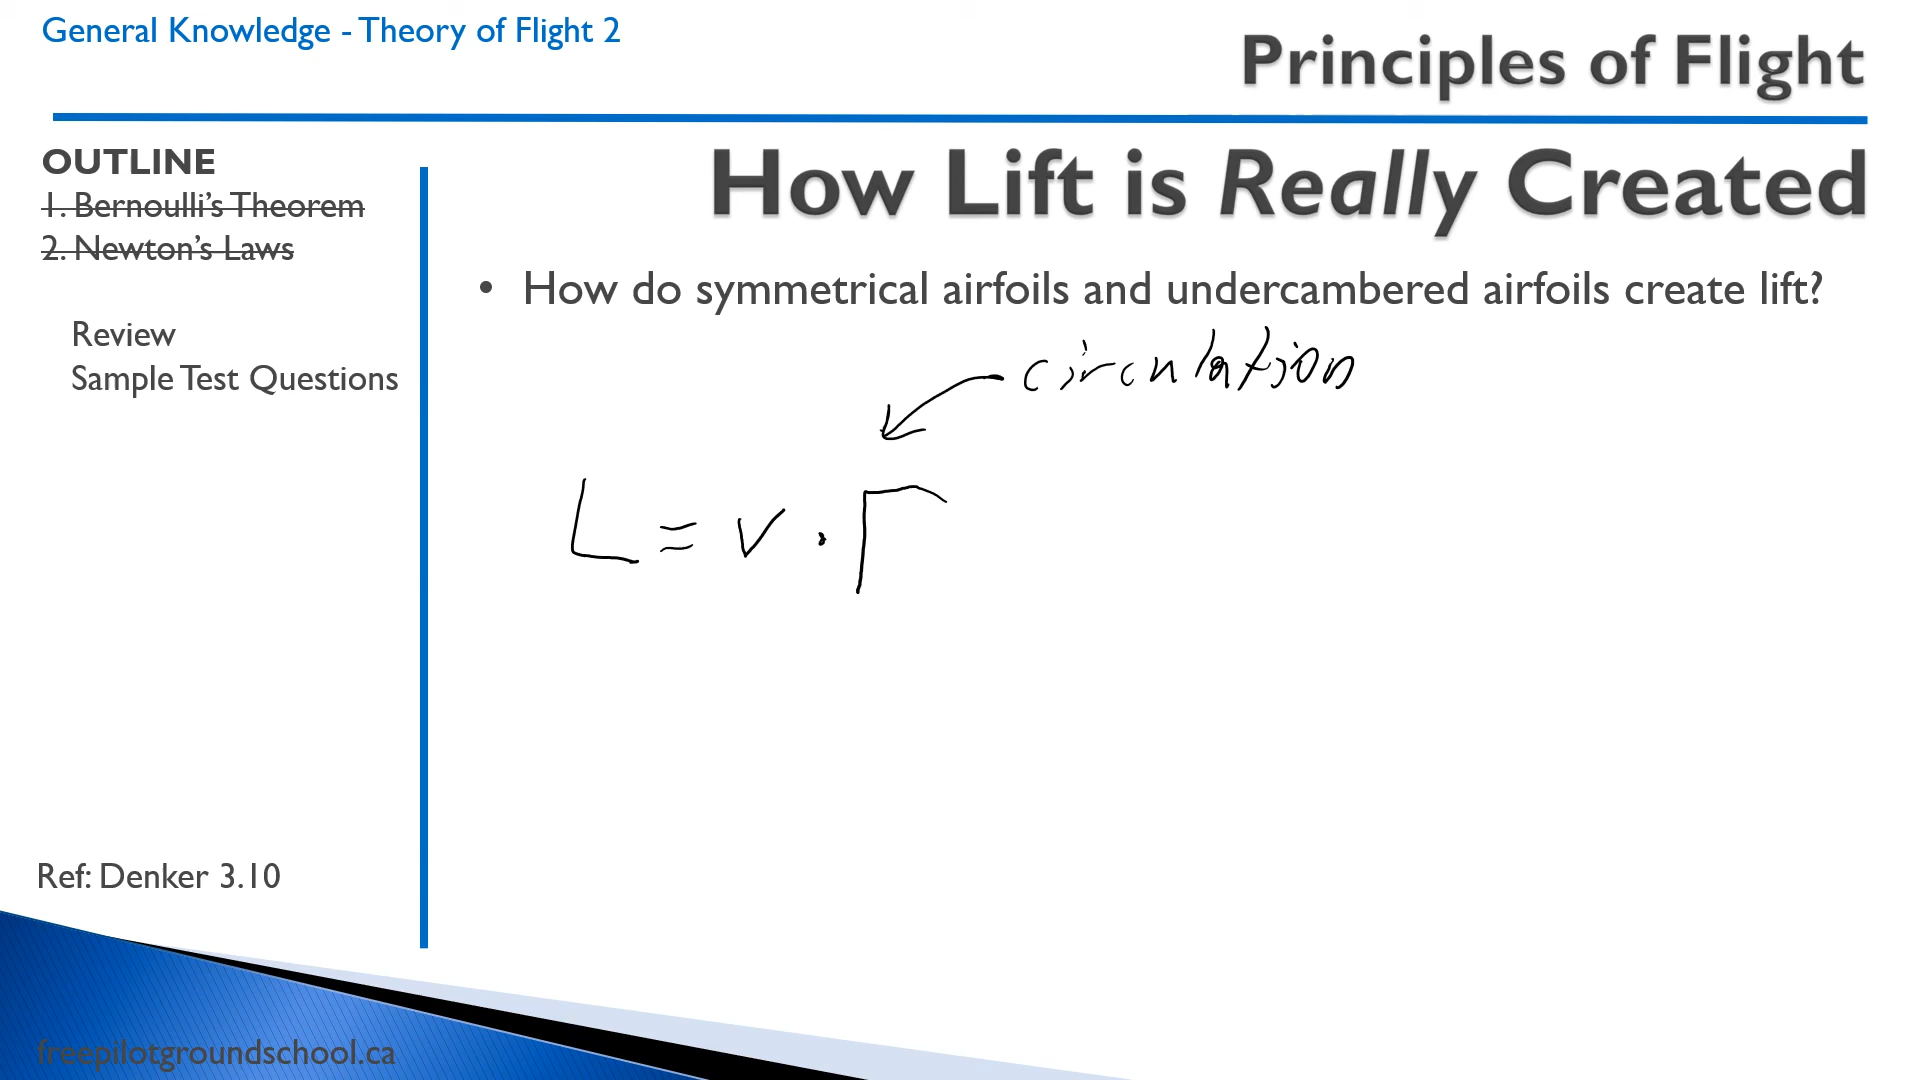 General Knowledge - Theory of Flight 2
Principles of Flight
OUTLINE
1. Bernoulli’s Theorem
2. Newton’s Laws
Review
Sample Test Questions
Ref: Denker 3.10
freepilotgroundschool.ca
How Lift is Really Created
• How do symmetrical airfoils and undercambered airfoils create lift?
circulation
L = v · Γ